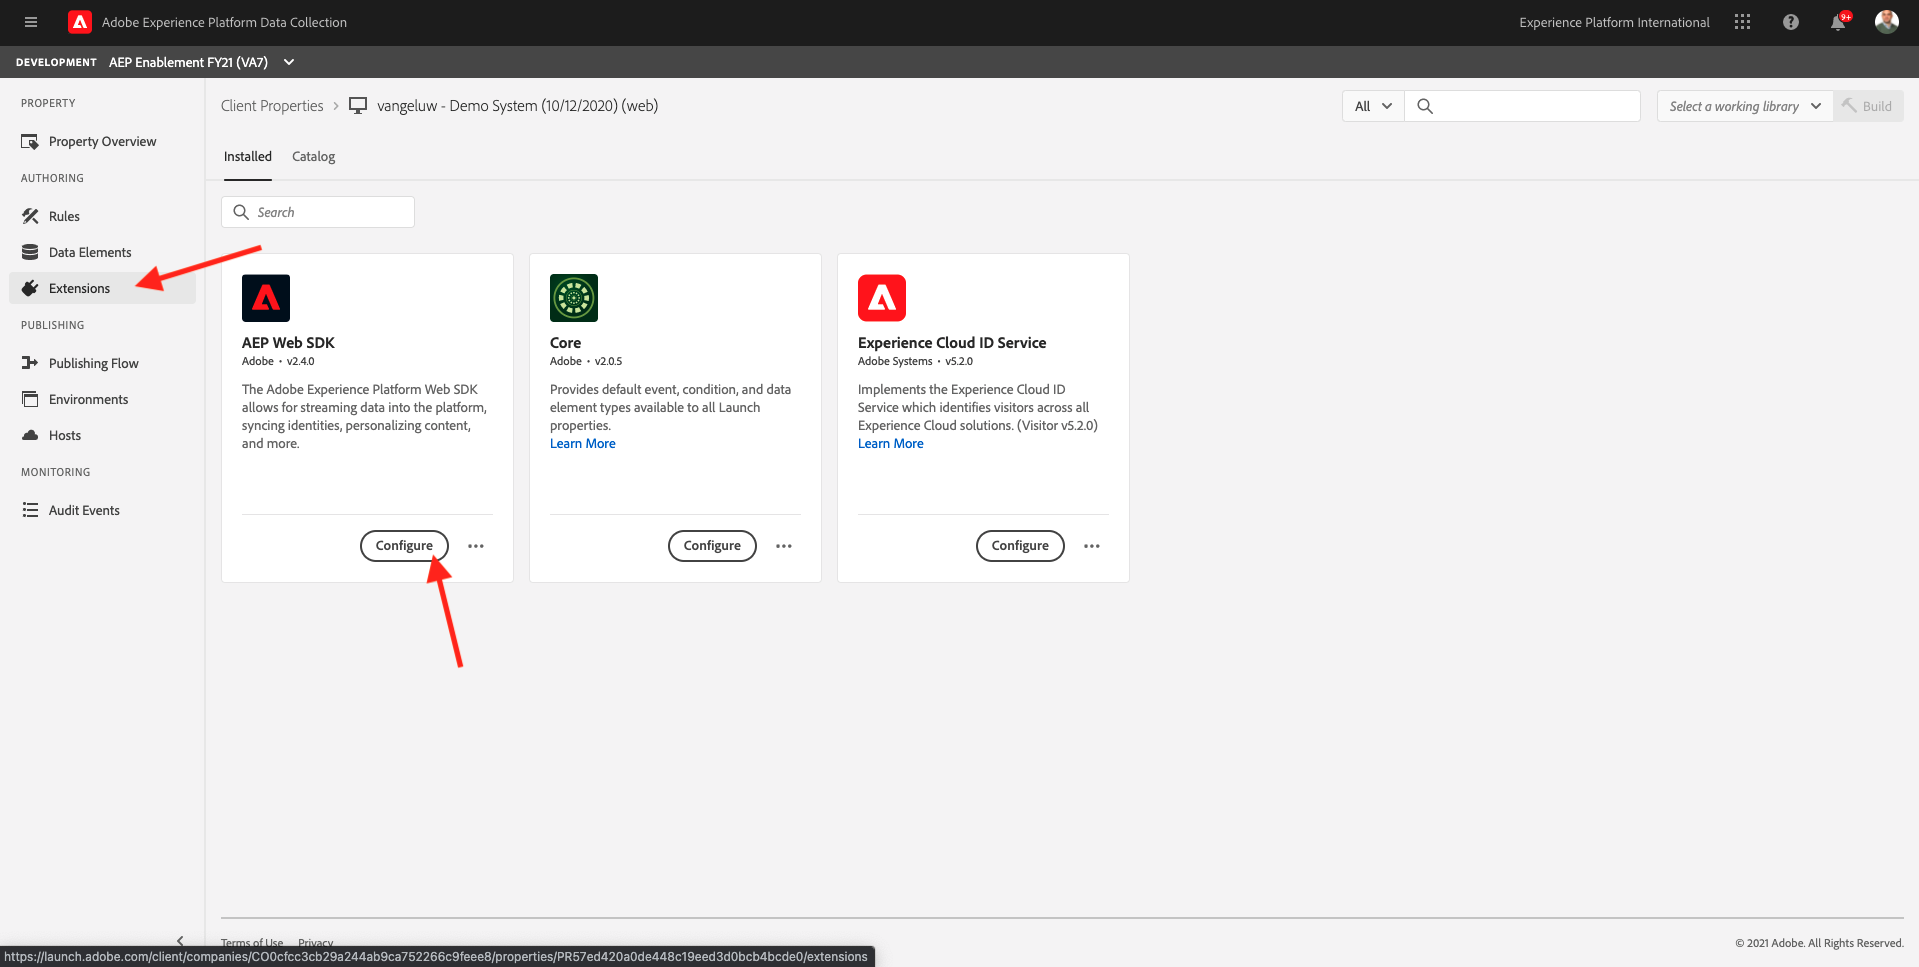 Adobe Experience Platform Data Collection
Experience Platform International
9+
DEVELOPMENT AEP Enablement FY21 (VA7)
PROPERTY
Property Overview
AUTHORING
Rules
Data Elements
Extensions
PUBLISHING
Publishing Flow
Environments
Hosts
MONITORING
Audit Events
Client Properties > vangeluw - Demo System (10/12/2020) (web)
All
Select a working library
Build
Installed Catalog
Search
AEP Web SDK
Adobe • v2.4.0
The Adobe Experience Platform Web SDK
allows for streaming data into the platform,
syncing identities, personalizing content,
and more.
Configure
Core
Adobe • v2.0.5
Provides default event, condition, and data
element types available to all Launch
properties.
Learn More
Configure
Experience Cloud ID Service
Adobe Systems • v5.2.0
Implements the Experience Cloud ID
Service which identifies visitors across all
Experience Cloud solutions. (Visitor v5.2.0)
Learn More
Configure
Terms of Use Privacy
© 2021 Adobe. All Rights Reserved.
https://launch.adobe.com/client/companies/CO0cfcc3cb29a244ab9ca752266c9feee8/properties/PR57ed420a0de448c19eed3d0bcb4bcde0/extensions